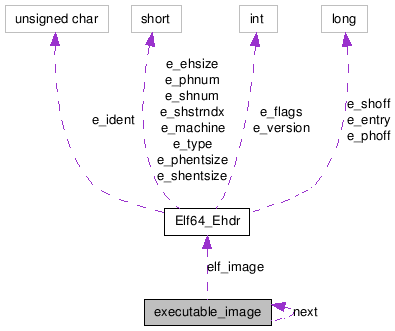 unsigned char
short
int
long
e_ident
e_ehsize
e_phnum
e_shnum
e_shstrndx
e_machine
e_type
e_phentsize
e_shentsize
e_flags
e_version
e_shoff
e_entry
e_phoff
Elf64_Ehdr
elf_image
executable_image
next